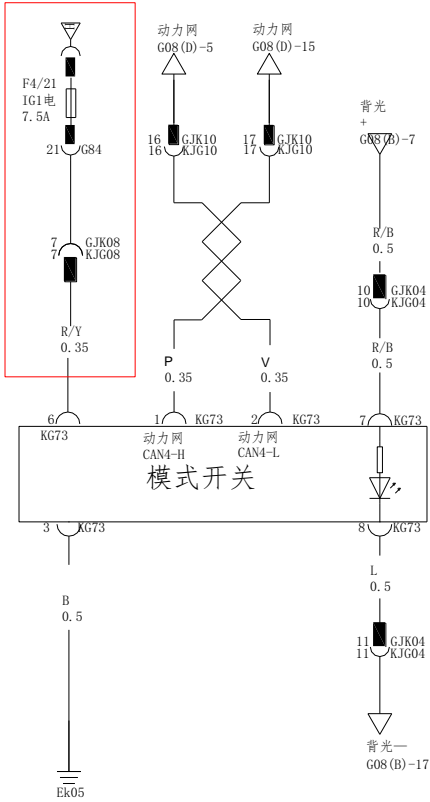 动力网
G08(D)-5
动力网
G08(D)-15
F4/21
IG1电
7.5A
21 G84
16 GJK10
16 KJG10
17 GJK10
17 KJG10
背光
+
G08(B)-7
7 GJK08
7 KJG08
R/B
0.5
10 GJK04
10 KJG04
R/Y
0.35
P
0.35
V
0.35
R/B
0.5
6
KG73
1 KG73
2 KG73
7 KG73
动力网
CAN4-H
动力网
CAN4-L
模式开关
3 KG73
8 KG73
B
0.5
L
0.5
11 GJK04
11 KJG04
背光—
G08(B)-17
Ek05